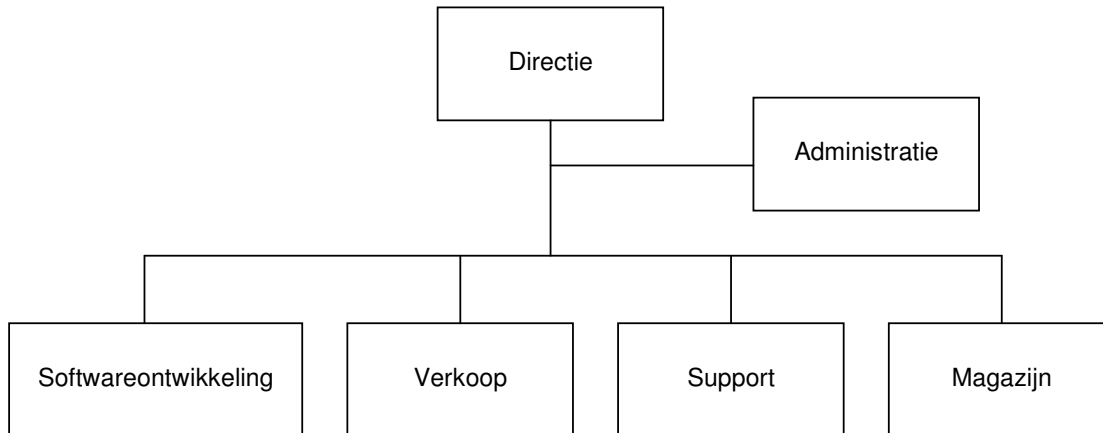 Directie
Administratie
Softwareontwikkeling
Verkoop
Support
Magazijn